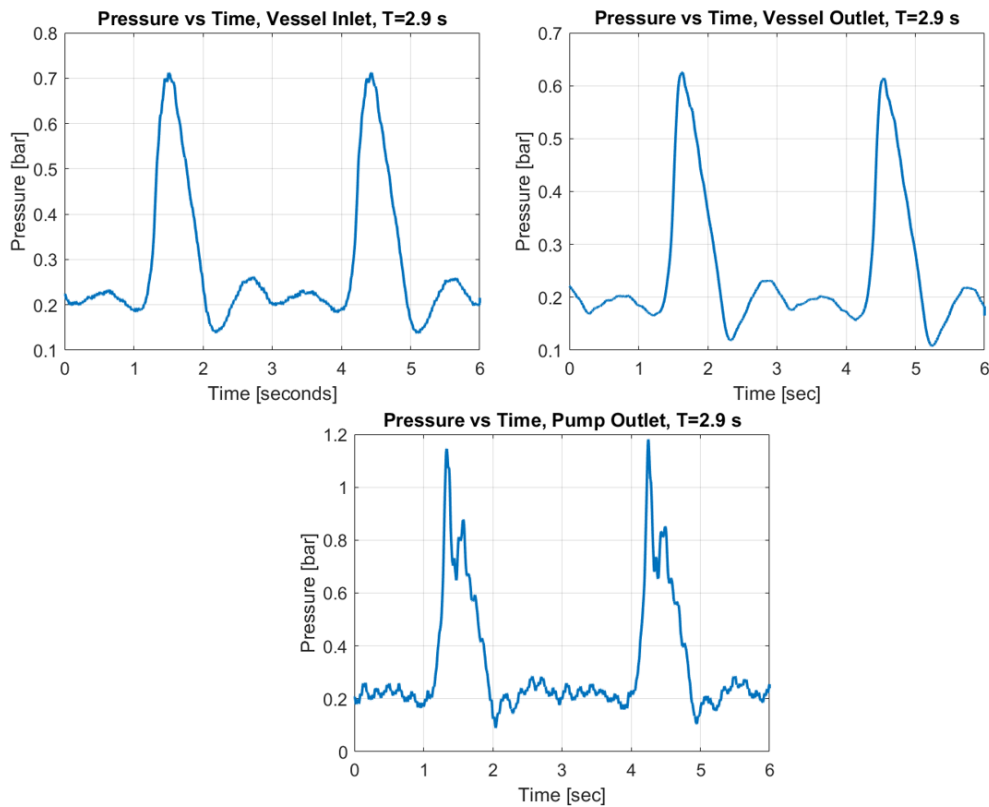 Pressure vs Time, Vessel Inlet, T=2.9 s
0.8
0.7
0.6
0.5
0.4
0.3
0.2
0.1
Pressure [bar]
0 1 2 3 4 5 6
Time [seconds]
Pressure vs Time, Vessel Outlet, T=2.9 s
0.7
0.6
0.5
0.4
0.3
0.2
0.1
Pressure [bar]
0 1 2 3 4 5 6
Time [sec]
Pressure vs Time, Pump Outlet, T=2.9 s
1.2
1
0.8
0.6
0.4
0.2
0
Pressure [bar]
0 1 2 3 4 5 6
Time [sec]